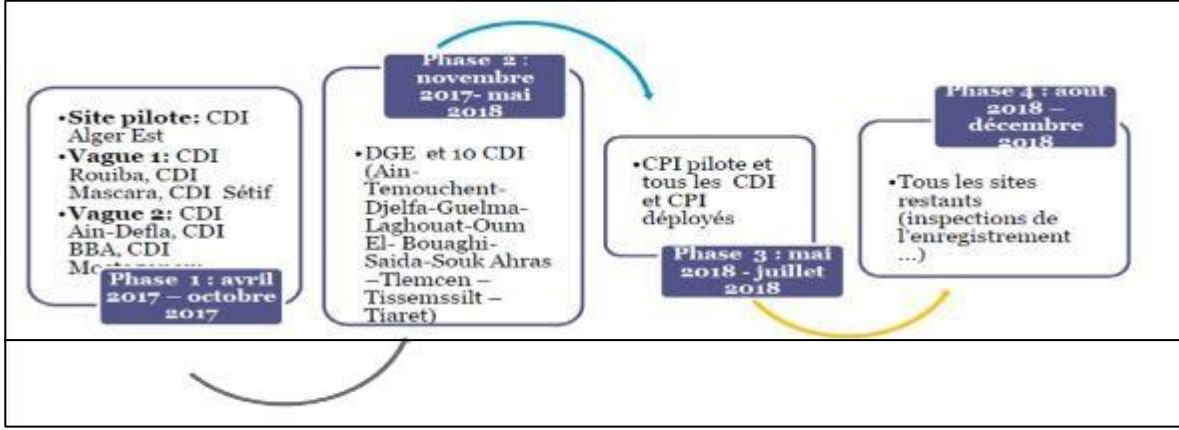 •Site pilote: CDI
Alger Est
•Vague 1: CDI
Rouiba, CDI
Mascara, CDI Sétif
•Vague 2: CDI
Ain-Defla, CDI
BBA, CDI
Phase 1 : avril
2017 – octobre
2017
Phase 2 :
novembre
2017- mai
2018
•DGE et 10 CDI
(Ain-
Temouchent-
Djelfa-Guelma-
Laghouat-Oum
El- Bouaghi-
Saida-Souk Ahras
–Tlemcen –
Tissemssilt –
Tiaret)
•CPI pilote et
tous les CDI
et CPI
déployés
Phase 3 : mai
2018 - juillet
2018
Phase 4 : aout
2018 –
décembre
2018
•Tous les sites
restants
(inspections de
l'enregistrement
...)